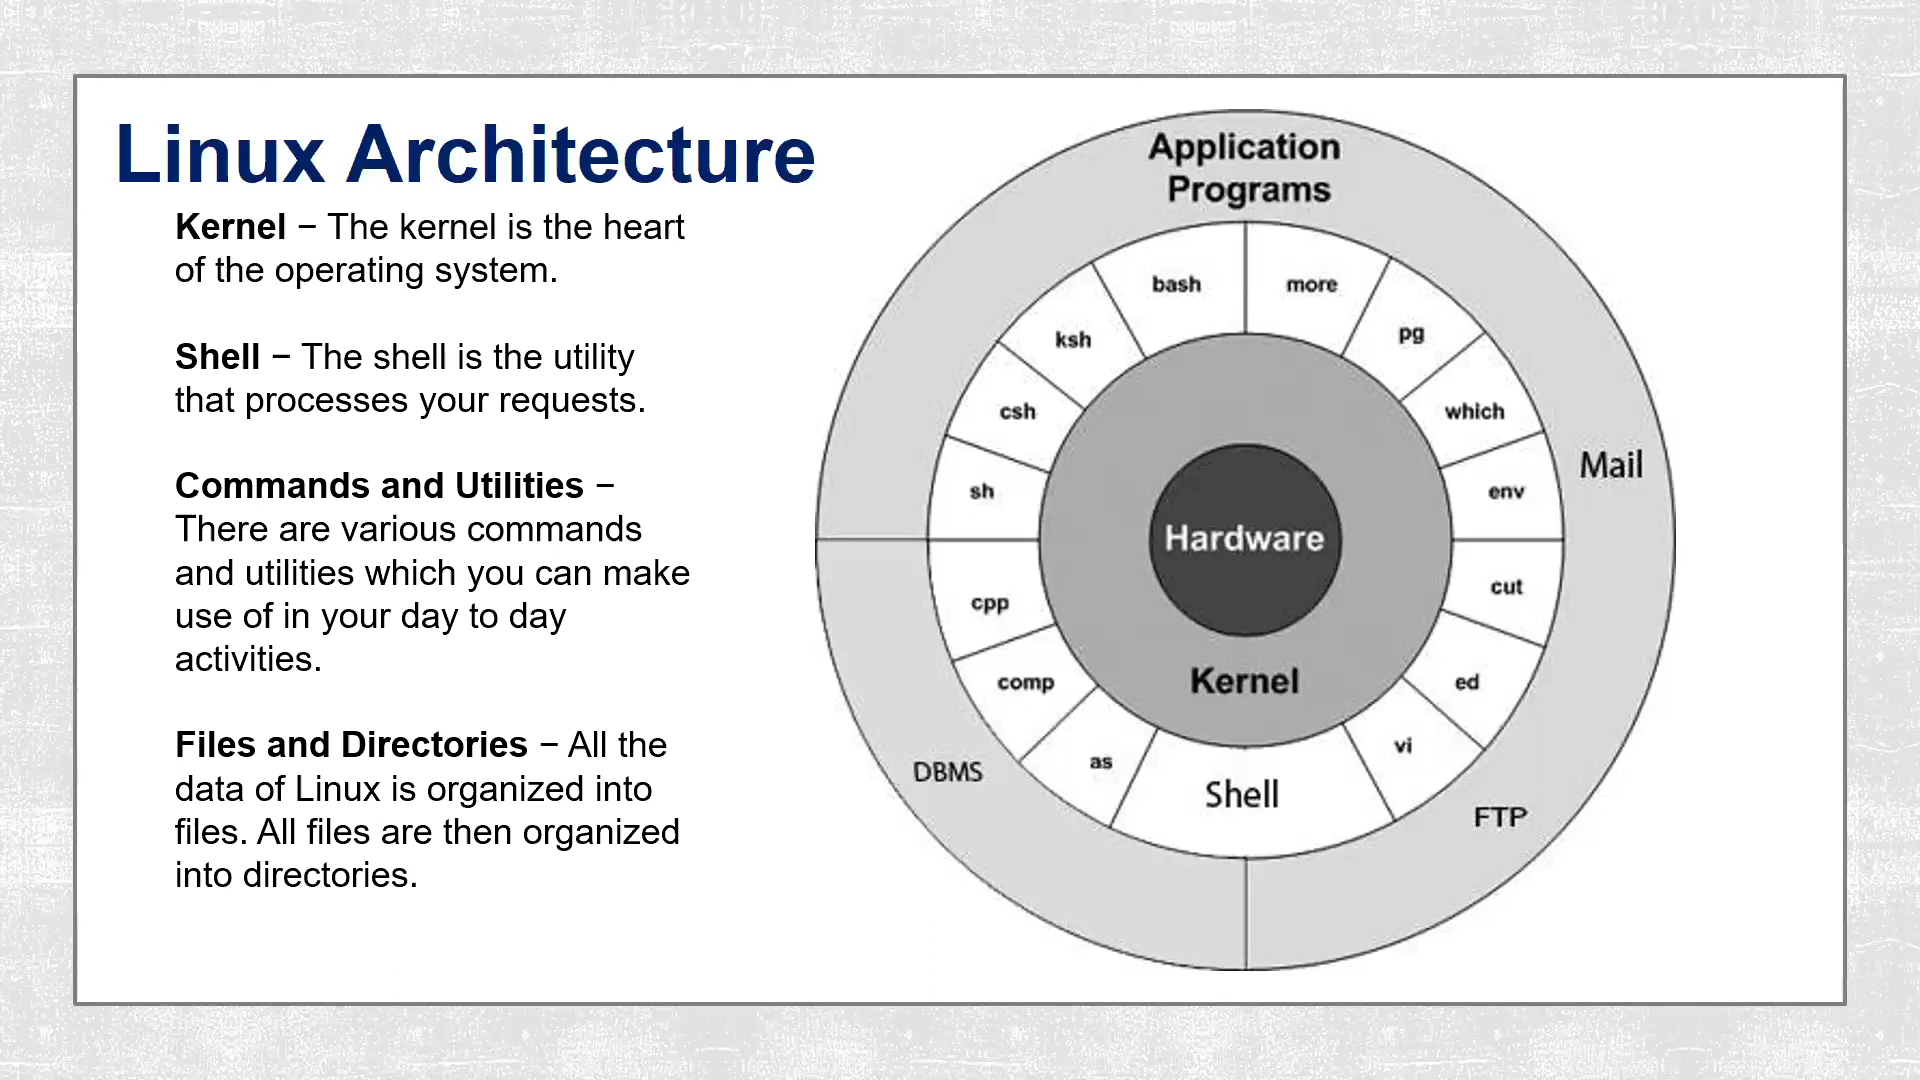 Linux Architecture
Kernel − The kernel is the heart
of the operating system.
Shell − The shell is the utility
that processes your requests.
Commands and Utilities −
There are various commands
and utilities which you can make
use of in your day to day
activities.
Files and Directories − All the
data of Linux is organized into
files. All files are then organized
into directories.
Application
Programs
bash
more
ksh
pg
csh
which
sh
env
Mail
Hardware
cpp
cut
comp
Kernel
ed
as
vi
DBMS
Shell
FTP